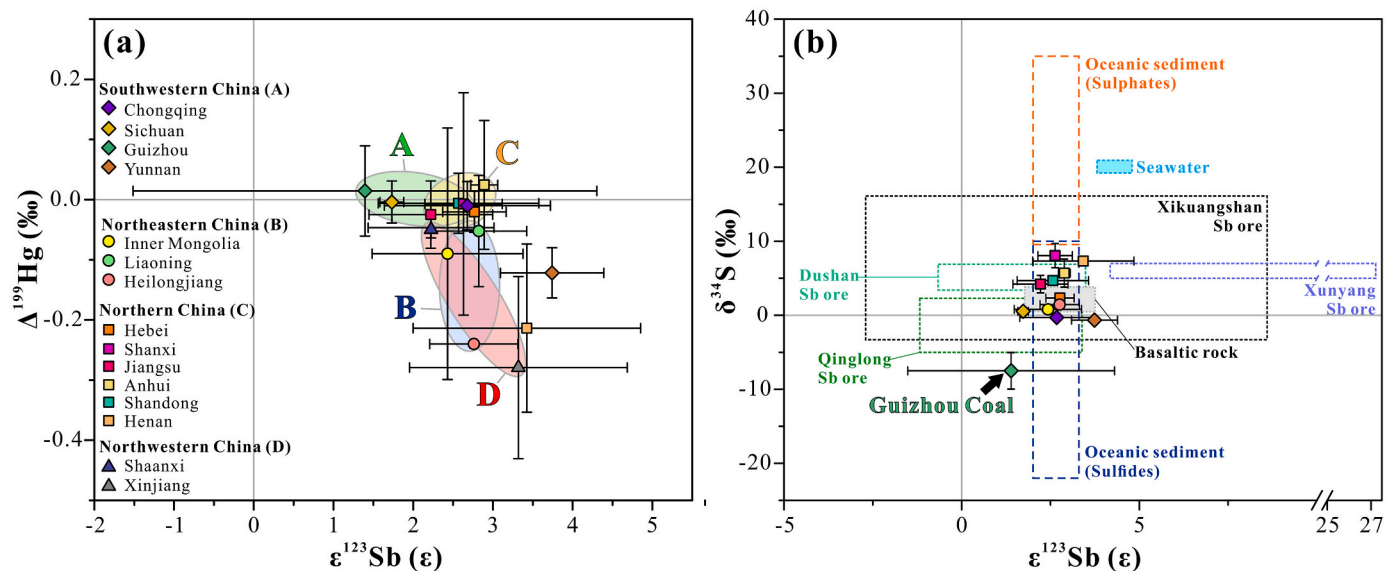 (a)
Δ¹⁹⁹Hg (‰)
0.2
0.0
-0.2
-0.4
Southwestern China (A)
Chongqing
Sichuan
Guizhou
Yunnan
Northeastern China (B)
Inner Mongolia
Liaoning
Heilongjiang
Northern China (C)
Hebei
Shanxi
Jiangsu
Anhui
Shandong
Henan
Northwestern China (D)
Shaanxi
Xinjiang
A
C
B
D
-2
-1
0
1
2
3
4
5
ε¹²³Sb (ε)
(b)
δ³⁴S (‰)
40
30
20
10
0
-10
-20
Oceanic sediment
(Sulphates)
Seawater
Xikuangshan
Sb ore
Dushan
Sb ore
Xunyang
Sb ore
Qinglong
Sb ore
Basaltic rock
Guizhou Coal
Oceanic sediment
(Sulfides)
-5
0
5
25
27
ε¹²³Sb (ε)